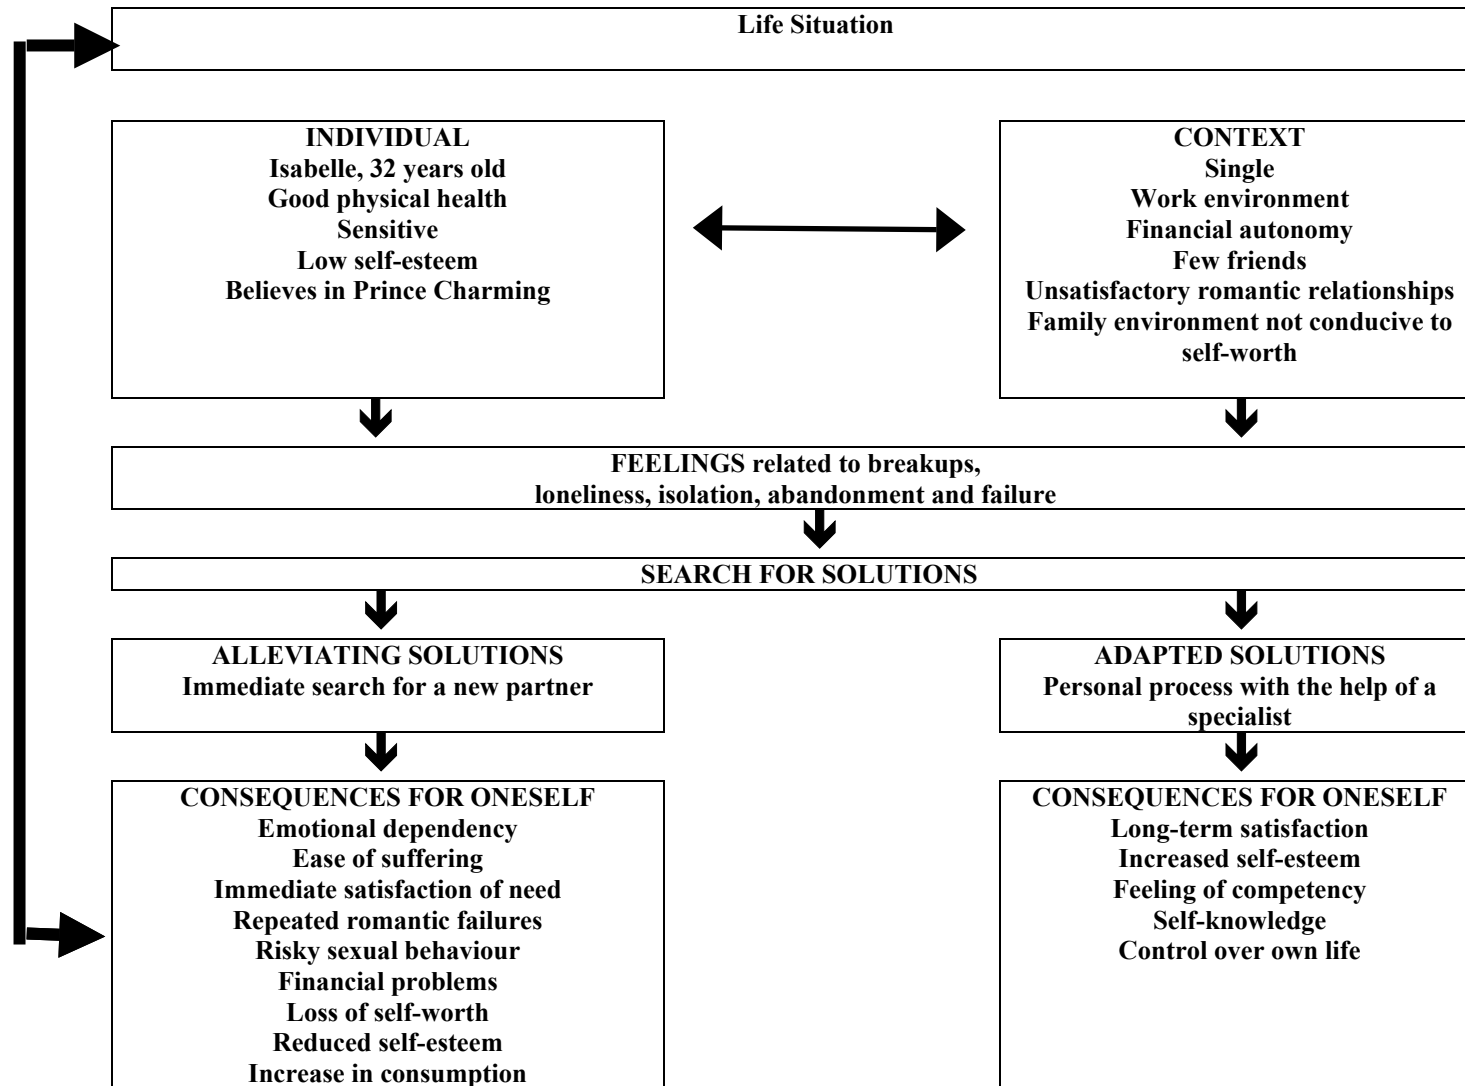 Life Situation
INDIVIDUAL
Isabelle, 32 years old
Good physical health
Sensitive
Low self-esteem
Believes in Prince Charming
CONTEXT
Single
Work environment
Financial autonomy
Few friends
Unsatisfactory romantic relationships
Family environment not conducive to
self-worth
FEELINGS related to breakups,
loneliness, isolation, abandonment and failure
SEARCH FOR SOLUTIONS
ALLEVIATING SOLUTIONS
Immediate search for a new partner
ADAPTED SOLUTIONS
Personal process with the help of a
specialist
CONSEQUENCES FOR ONESELF
Emotional dependency
Ease of suffering
Immediate satisfaction of need
Repeated romantic failures
Risky sexual behaviour
Financial problems
Loss of self-worth
Reduced self-esteem
Increase in consumption
CONSEQUENCES FOR ONESELF
Long-term satisfaction
Increased self-esteem
Feeling of competency
Self-knowledge
Control over own life